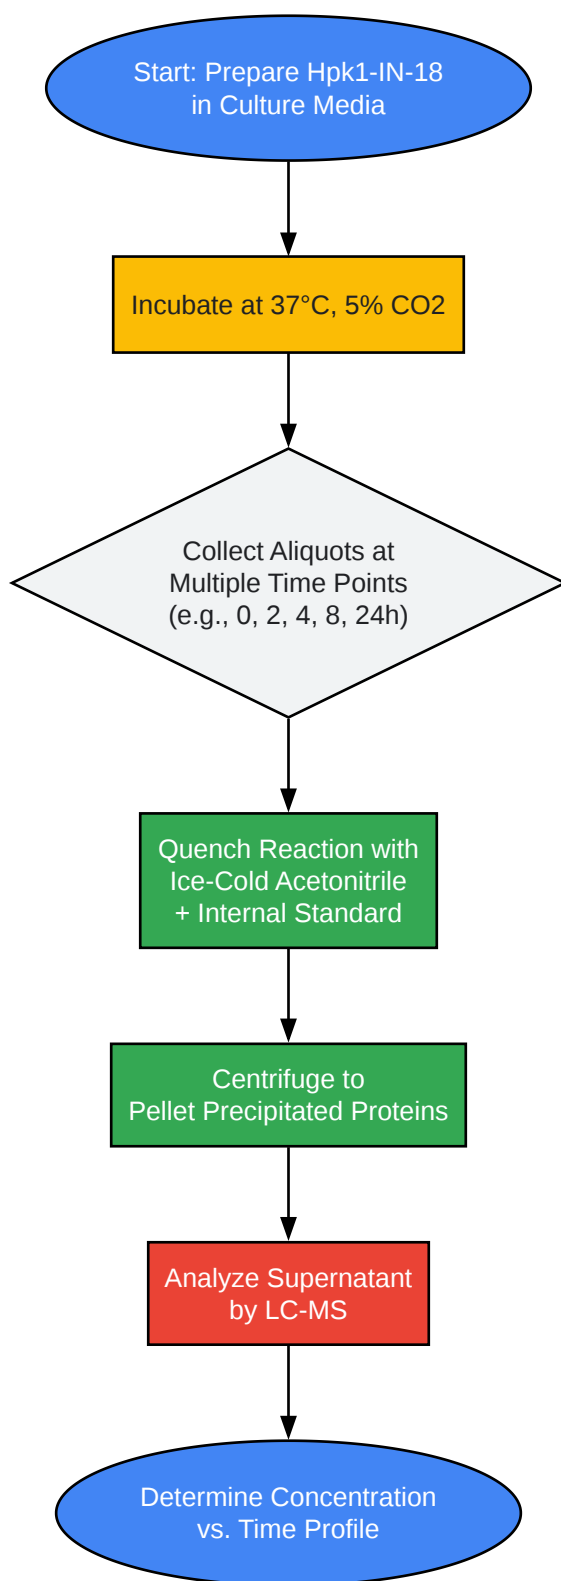 Start: Prepare Hpk1-IN-18
in Culture Media
Incubate at 37°C, 5% CO2
Collect Aliquots at
Multiple Time Points
(e.g., 0, 2, 4, 8, 24h)
Quench Reaction with
Ice-Cold Acetonitrile
+ Internal Standard
Centrifuge to
Pellet Precipitated Proteins
Analyze Supernatant
by LC-MS
Determine Concentration
vs. Time Profile